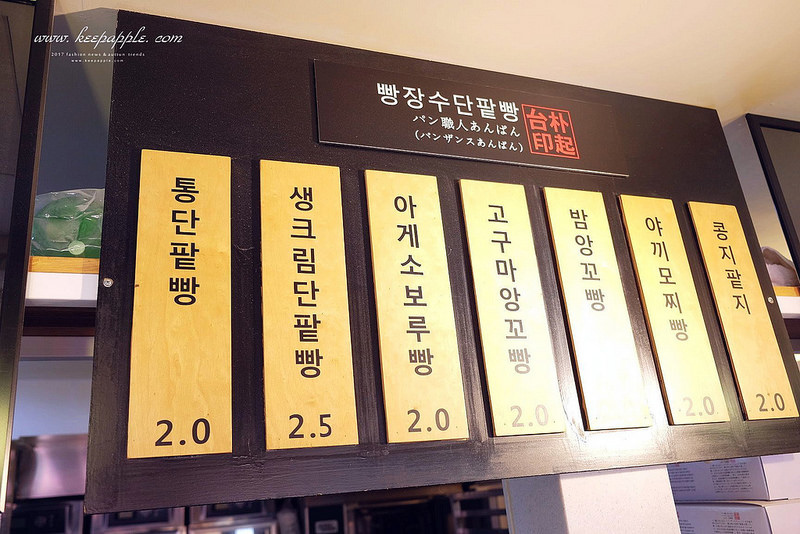 www. keepapple. com
2017 fashion news & autrun trends
www.keepapple.com
빵장수단팥빵
パン職人あんぱん
(パンザンスあんぱん)
朴起
台印
통단팥빵
2.0
생크림단팥빵
2.5
아게소보루빵
2.0
고구마앙꼬빵
2.0
밤앙꼬빵
야끼모찌빵
2.0
콩지팥지
2.0